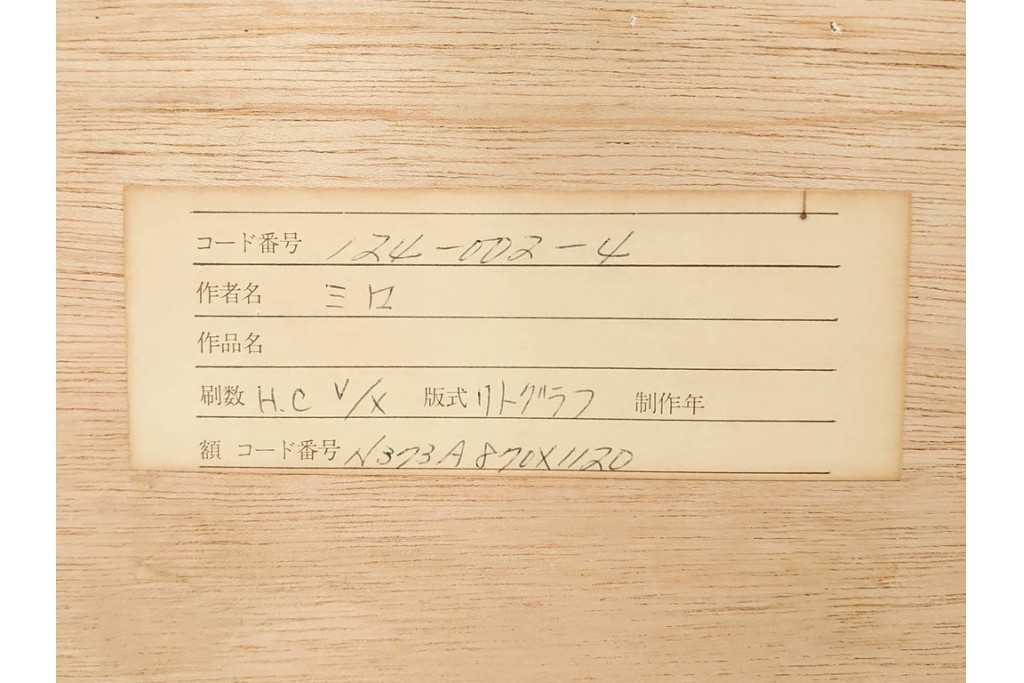 コード番号 124-002-4
作者名 ミロ
作品名
刷数 H.C V/X 版式 リトグラフ 制作年
額 コード番号 N373A 870X1120